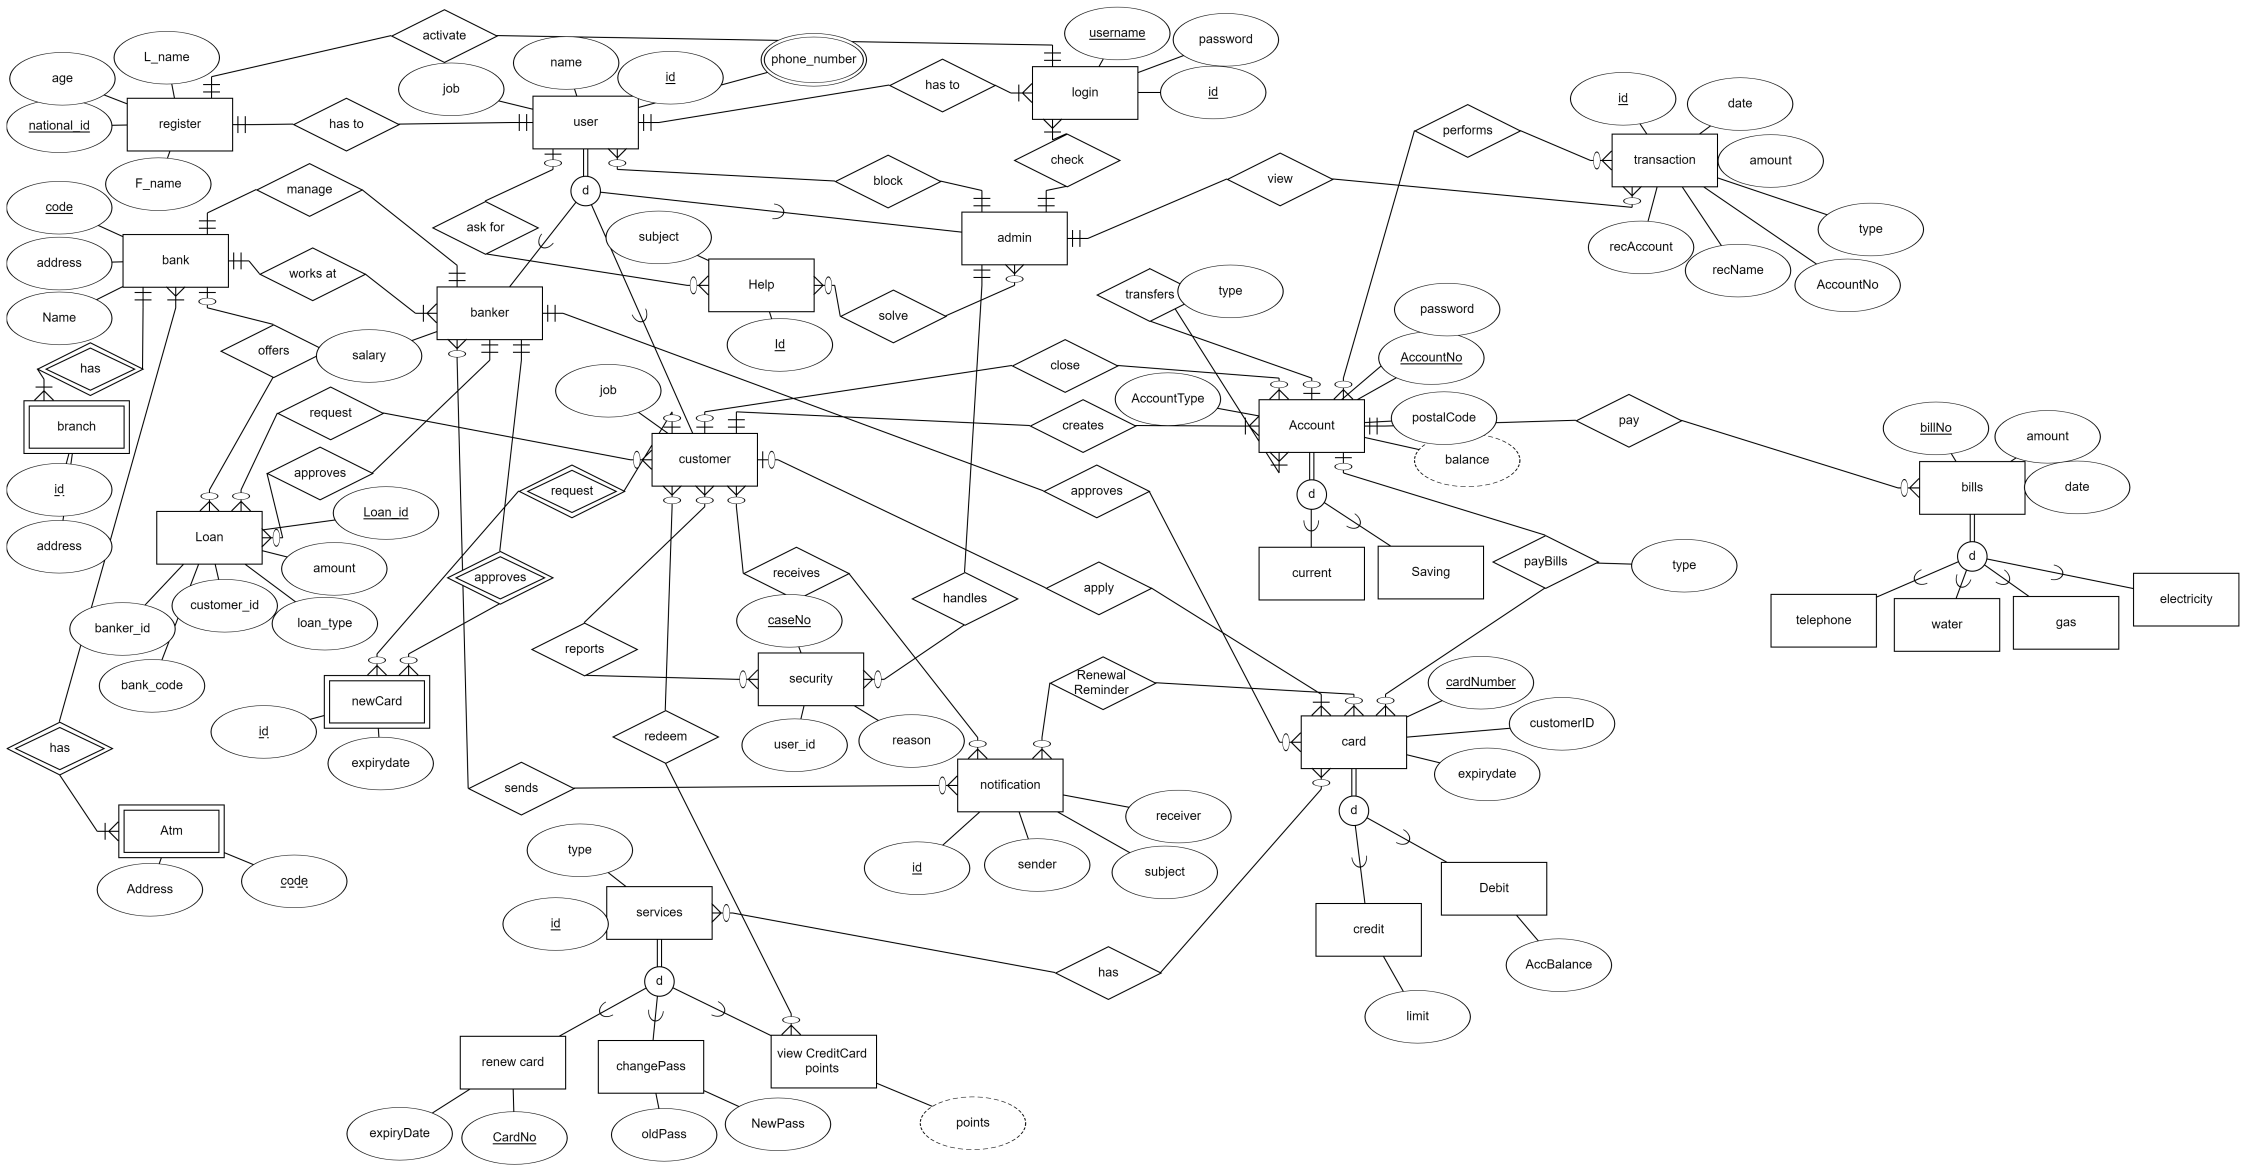 activate
username
password
L_name
name
phone_number
age
id
job
has to
login
id
national_id
register
has to
user
id
date
performs
transaction
amount
F_name
manage
check
block
view
code
subject
ask for
admin
type
recAccount
recName
AccountNo
address
bank
works at
Help
transfers
type
banker
solve
Name
password
offers
salary
Id
close
AccountNo
has
job
AccountType
postalCode
branch
request
creates
Account
pay
billNo
amount
customer
balance
approves
request
approves
d
bills
date
id
Loan_id
Loan
d
address
amount
approves
receives
apply
handles
current
Saving
payBills
type
d
customer_id
loan_type
banker_id
caseNo
telephone
water
gas
electricity
reports
security
Renewal
Reminder
cardNumber
bank_code
newCard
id
expirydate
redeem
user_id
reason
customerID
card
expirydate
has
sends
notification
d
receiver
Atm
type
id
sender
subject
Address
code
services
id
Debit
credit
AccBalance
has
d
limit
renew card
changePass
view CreditCard
points
expiryDate
CardNo
oldPass
NewPass
points
d